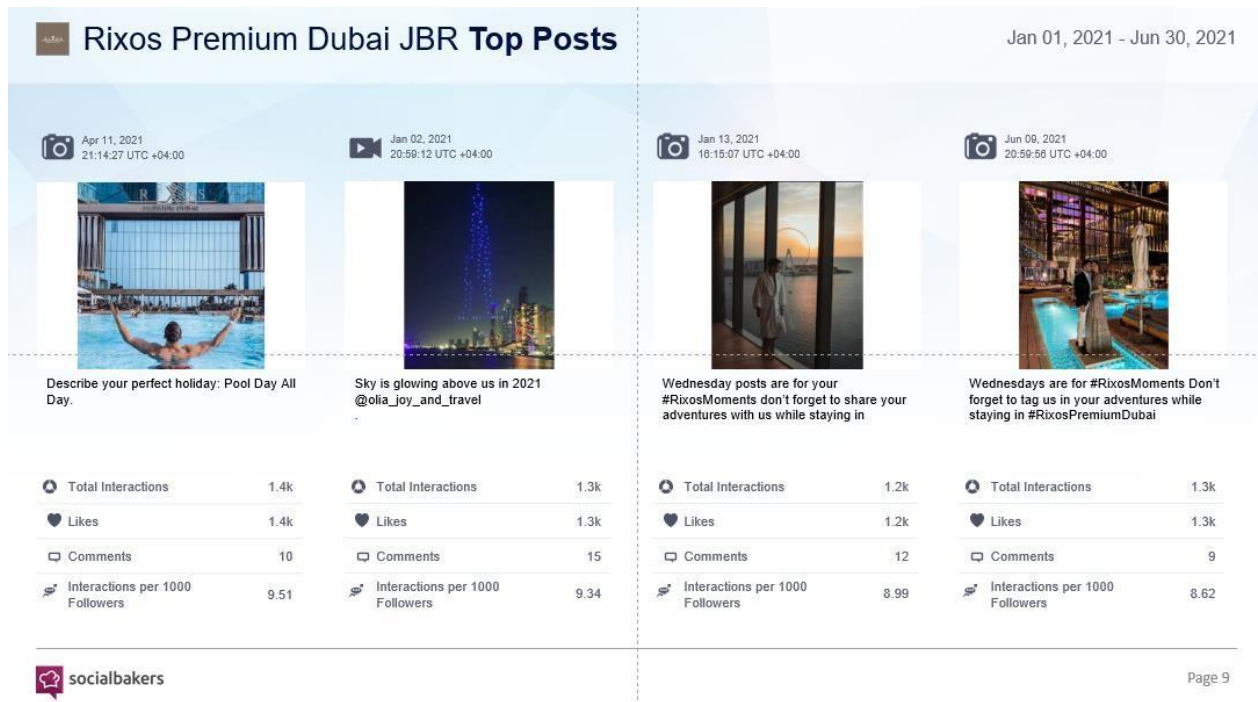 Rixos Premium Dubai JBR Top Posts
Jan 01, 2021 - Jun 30, 2021
Apr 11, 2021
21:14:27 UTC +04:00
RIXOS
PREMIUM DUBAI
Describe your perfect holiday: Pool Day All
Day.
Total Interactions 1.4k
Likes 1.4k
Comments 10
Interactions per 1000
Followers
9.51
Jan 02, 2021
20:59:12 UTC +04:00
Sky is glowing above us in 2021
@olia_joy_and_travel
.
Total Interactions 1.3k
Likes 1.3k
Comments 15
Interactions per 1000
Followers
9.34
Jan 13, 2021
16:15:07 UTC +04:00
Wednesday posts are for your
#RixosMoments don't forget to share your
adventures with us while staying in
Total Interactions 1.2k
Likes 1.2k
Comments 12
Interactions per 1000
Followers
8.99
Jun 09, 2021
20:59:56 UTC +04:00
PREMIUM DUBAI
Wednesdays are for #RixosMoments Don't
forget to tag us in your adventures while
staying in #RixosPremiumDubai
Total Interactions 1.3k
Likes 1.3k
Comments 9
Interactions per 1000
Followers
8.62
socialbakers
Page 9